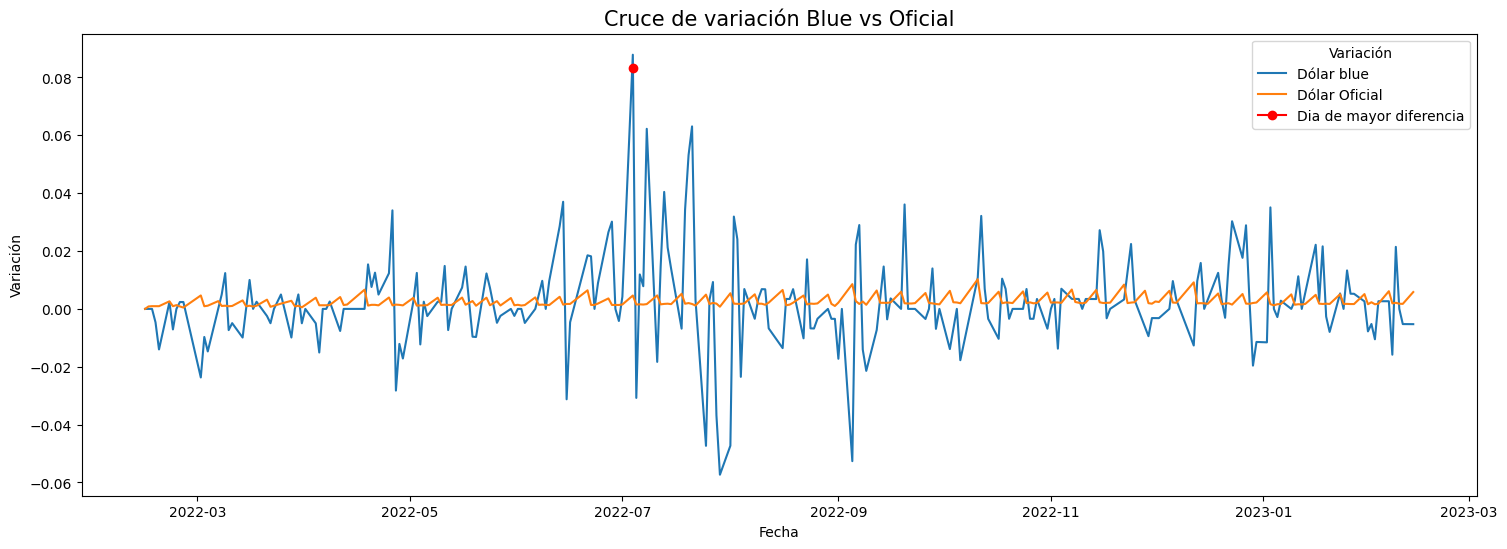 Cruce de variación Blue vs Oficial
Variación
Dólar blue
Dólar Oficial
Dia de mayor diferencia
Variación
0.08
0.06
0.04
0.02
0.00
−0.02
−0.04
−0.06
2022-03
2022-05
2022-07
2022-09
2022-11
2023-01
2023-03
Fecha